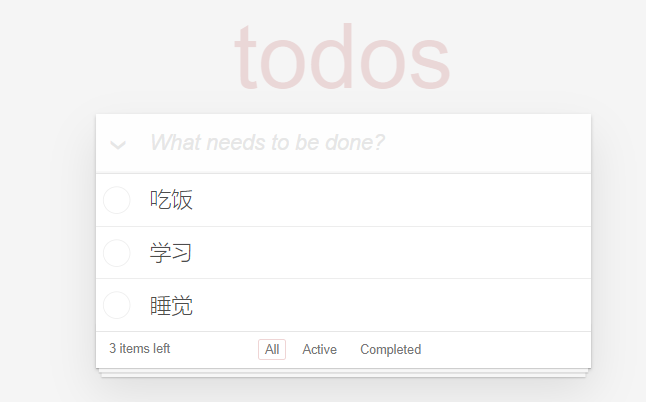 todos
What needs to be done?
吃饭
学习
睡觉
3 items left All Active Completed